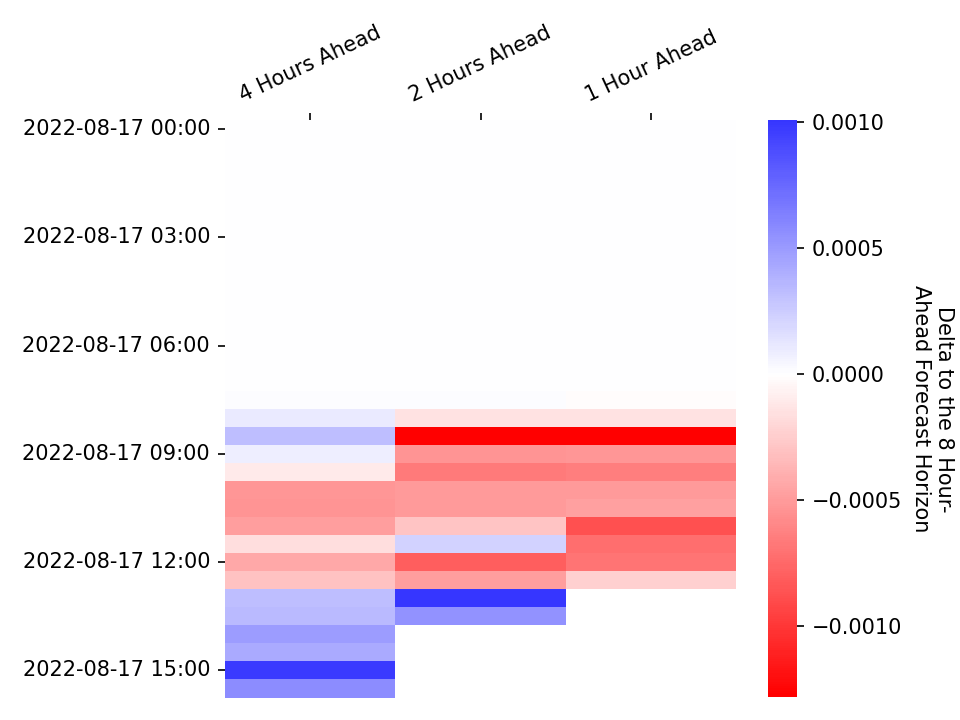 4 Hours Ahead
2 Hours Ahead
1 Hour Ahead
2022-08-17 00:00
2022-08-17 03:00
2022-08-17 06:00
2022-08-17 09:00
2022-08-17 12:00
2022-08-17 15:00
0.0010
0.0005
0.0000
−0.0005
−0.0010
Delta to the 8 Hour-
Ahead Forecast Horizon